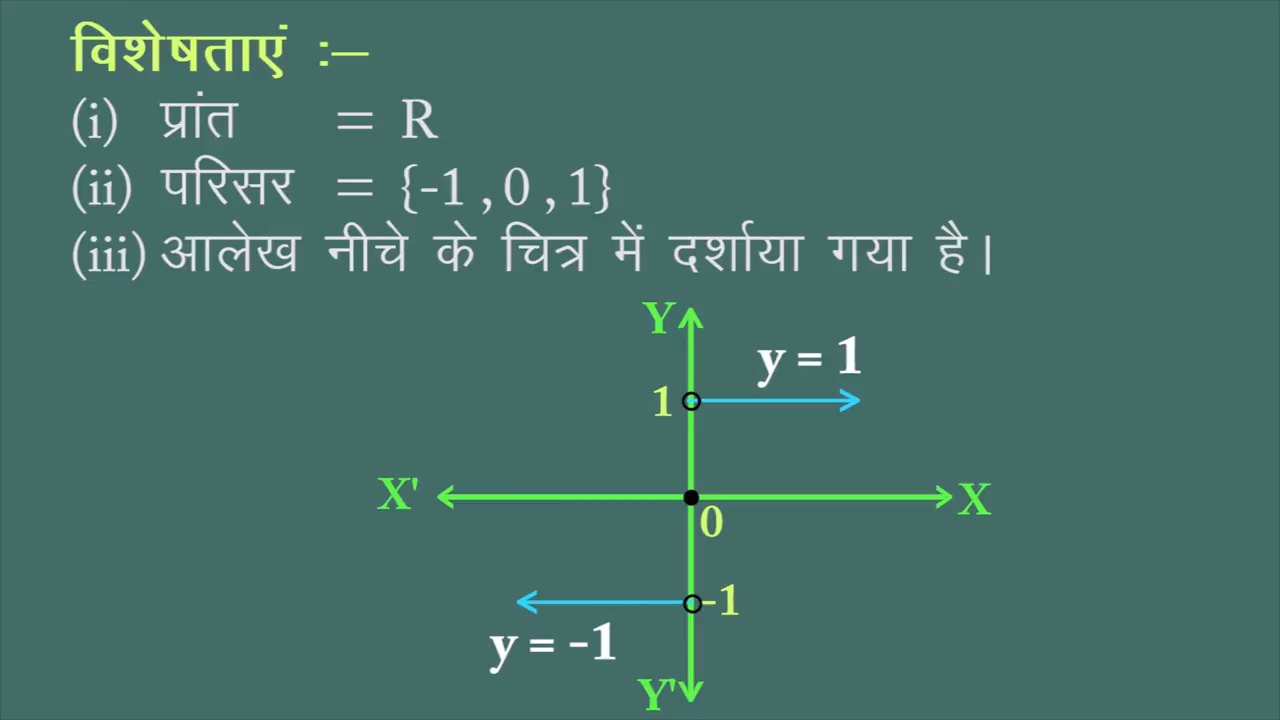 विशेषताएं :–
(i) प्रांत = R
(ii) परिसर = {-1 , 0 , 1}
(iii) आलेख नीचे के चित्र में दर्शाया गया है।
Y
y = 1
1
X'
X
0
-1
y = -1
Y'